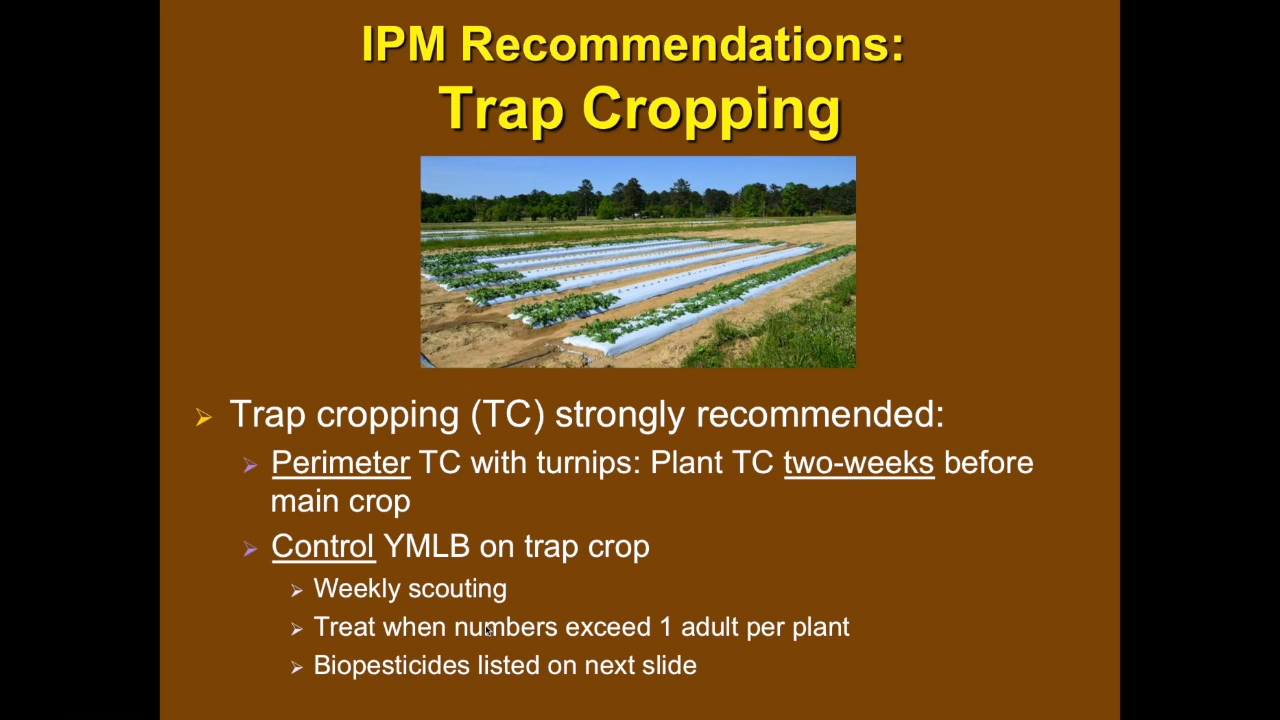 IPM Recommendations:
Trap Cropping
Trap cropping (TC) strongly recommended:
Perimeter TC with turnips: Plant TC two-weeks before
main crop
Control YMLB on trap crop
Weekly scouting
Treat when numbers exceed 1 adult per plant
Biopesticides listed on next slide